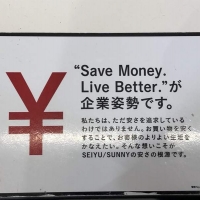 ¥
“Save Money.
Live Better.”が
企業姿勢です。
私たちは、ただ安さを追求している
わけではありません。お買い物を安く
することで、お客様のよりよい生活を
かなえたい。そんな想いこそが
SEIYU/SUNNYの安さの根源です。